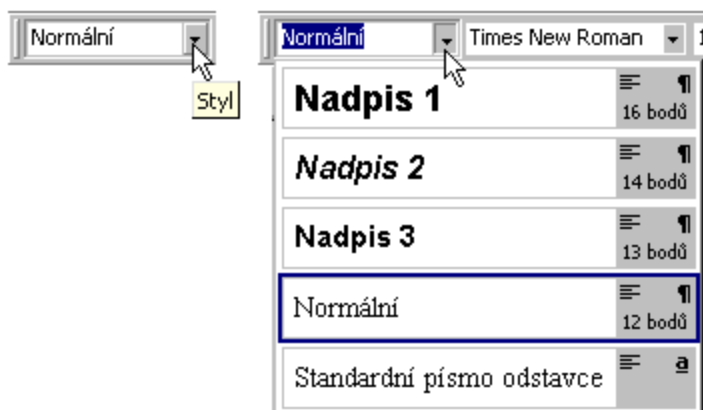 Normální
Styl
Normální Times New Roman 1
Nadpis 1
16 bodů
Nadpis 2
14 bodů
Nadpis 3
13 bodů
Normální
12 bodů
Standardní písmo odstavce a